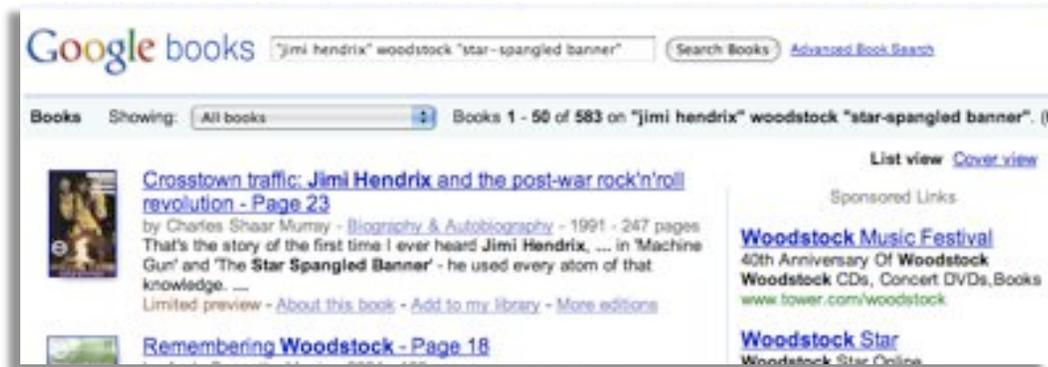 Google books "jimi hendrix" woodstock "star-spangled banner" Search Books Advanced Book Search
Books Showing: All books Books 1 - 50 of 583 on "jimi hendrix" woodstock "star-spangled banner". (
List view Cover view
Crosstown traffic: Jimi Hendrix and the post-war rock'n'roll
revolution - Page 23
by Charles Shaar Murray - Biography & Autobiography - 1991 - 247 pages
That's the story of the first time I ever heard Jimi Hendrix, ... in 'Machine
Gun' and 'The Star Spangled Banner' - he used every atom of that
knowledge. ...
Limited preview - About this book - Add to my library - More editions
Remembering Woodstock - Page 18
Sponsored Links
Woodstock Music Festival
40th Anniversary Of Woodstock
Woodstock CDs, Concert DVDs,Books
www.tower.com/woodstock
Woodstock Star
Woodstock Star Online